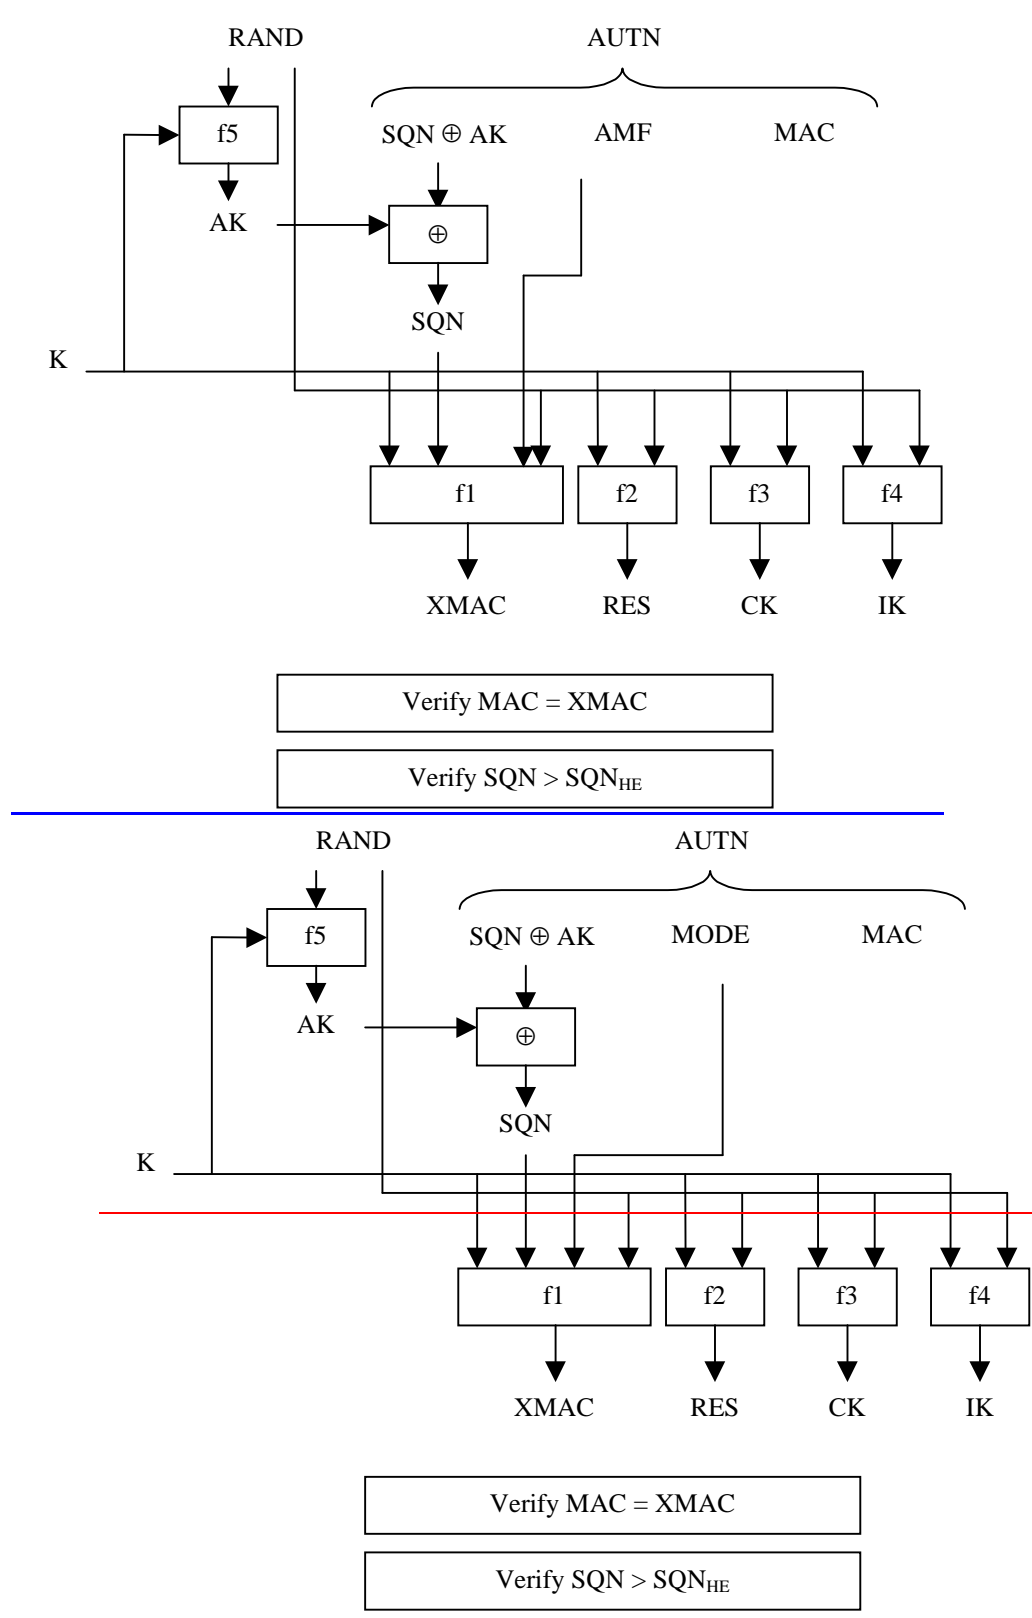 RAND AUTN
f5 SQN ⊕ AK AMF MAC
AK
⊕
SQN
K
f1 f2 f3 f4
XMAC RES CK IK
Verify MAC = XMAC
Verify SQN > SQNHE
RAND AUTN
f5 SQN ⊕ AK MODE MAC
AK
⊕
SQN
K
f1 f2 f3 f4
XMAC RES CK IK
Verify MAC = XMAC
Verify SQN > SQNHE